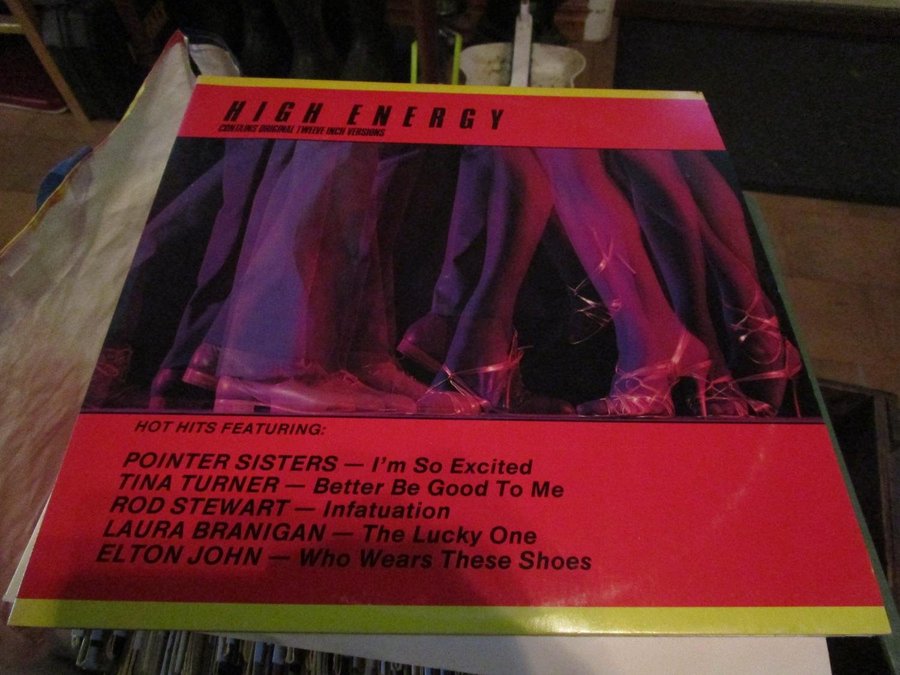 HIGH ENERGY
CONTAINS ORIGINAL TWELVE INCH VERSIONS
HOT HITS FEATURING:
POINTER SISTERS — I'm So Excited
TINA TURNER — Better Be Good To Me
ROD STEWART — Infatuation
LAURA BRANIGAN — The Lucky One
ELTON JOHN — Who Wears These Shoes